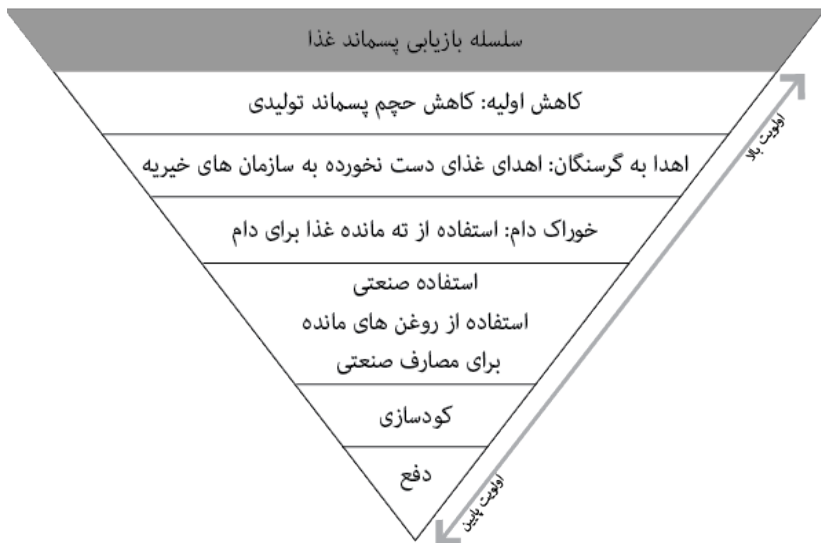 سلسله بازیابی پسماند غذا
کاهش اولیه: کاهش حچم پسماند تولیدی
اهدا به گرسنگان: اهدای غذای دست نخورده به سازمان های خیریه
خوراک دام: استفاده از ته مانده غذا برای دام
استفاده صنعتی
استفاده از روغن های مانده
برای مصارف صنعتی
کودسازی
دفع
اولویت بالا
اولویت پایین